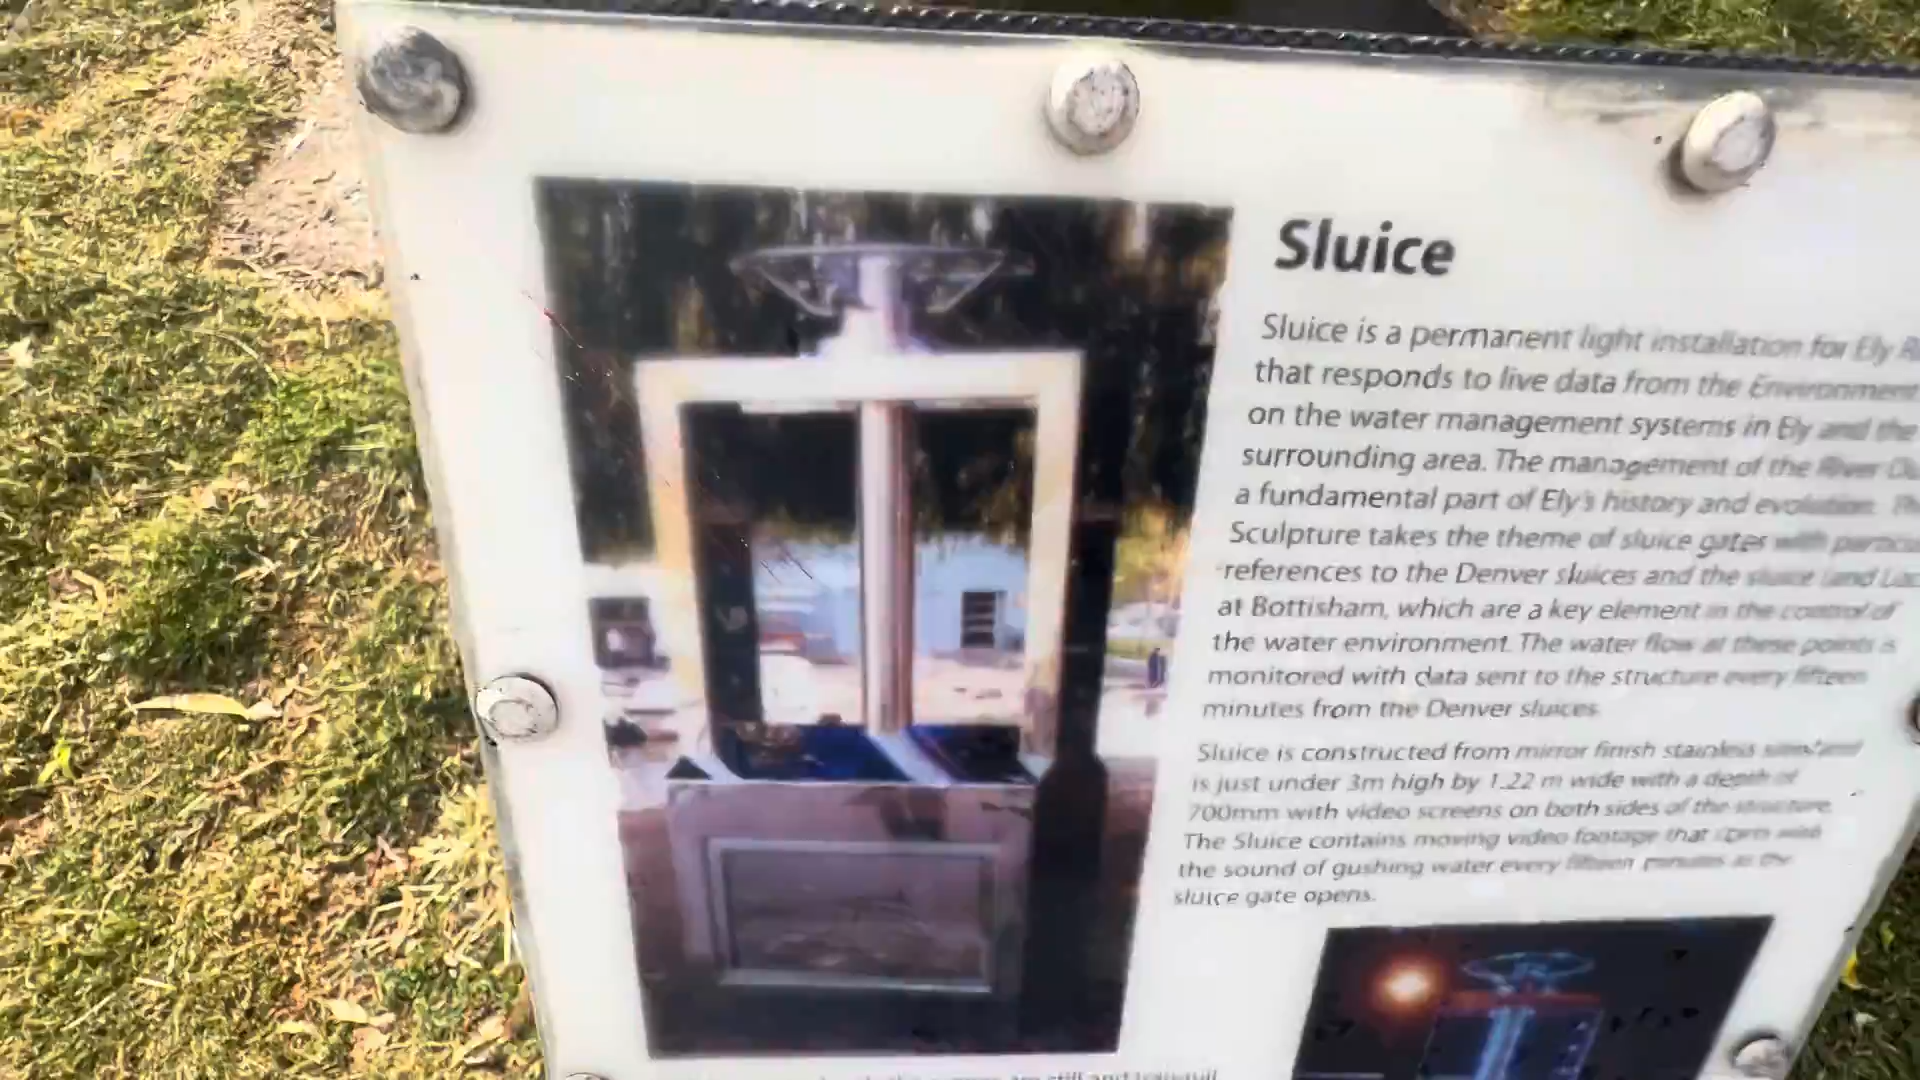 Sluice
Sluice is a permanent light installation for Ely
that responds to live data from the Environment
on the water management systems in Ely and the
surrounding area. The management of the River
a fundamental part of Ely's history and evolution.
Sculpture takes the theme of sluice gates with
references to the Denver sluices and the sluice (and
at Bottisham, which are a key element in the control of
the water environment. The water flow at these points is
monitored with data sent to the structure every fifteen
minutes from the Denver sluices
Sluice is constructed from mirror finish stainless
is just under 3m high by 1.22 m wide with a depth of
700mm with video screens on both sides of the structure.
The Sluice contains moving video footage that
the sound of gushing water every fifteen minutes as the
sluice gate opens.
are still and tranquil